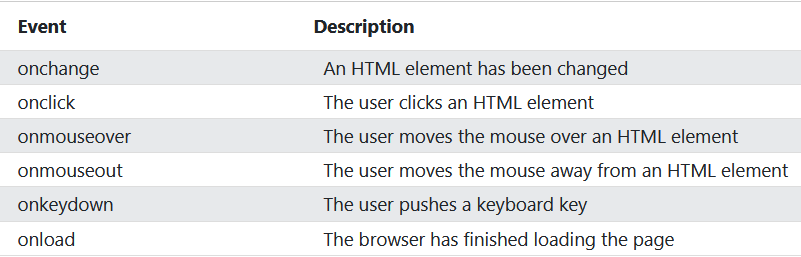 Event Description
onchange An HTML element has been changed
onclick The user clicks an HTML element
onmouseover The user moves the mouse over an HTML element
onmouseout The user moves the mouse away from an HTML element
onkeydown The user pushes a keyboard key
onload The browser has finished loading the page